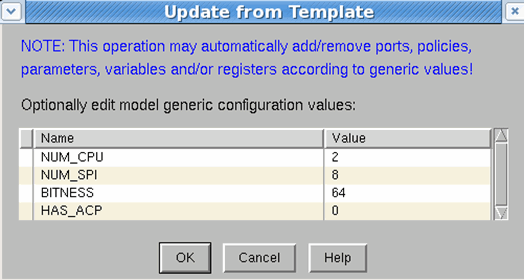 Update from Template
NOTE: This operation may automatically add/remove ports, policies,
parameters, variables and/or registers according to generic values!
Optionally edit model generic configuration values:
Name Value
NUM_CPU 2
NUM_SPI 8
BITNESS 64
HAS_ACP 0
OK Cancel Help